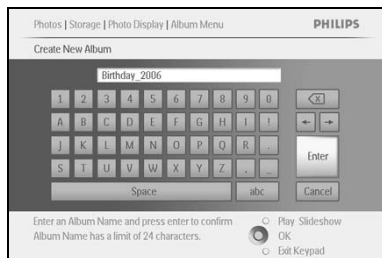 Photos | Storage | Photo Display | Album Menu PHILIPS
Create New Album
Birthday_2006
1 2 3 4 5 6 7 8 9 0
A B C D E F G H I !
J K L M N O P Q R .
S T U V W X Y Z , _
Enter
Space abc Cancel
Enter an Album Name and press enter to confirm
Album Name has a limit of 24 characters.
Play Slideshow
OK
Exit Keypad